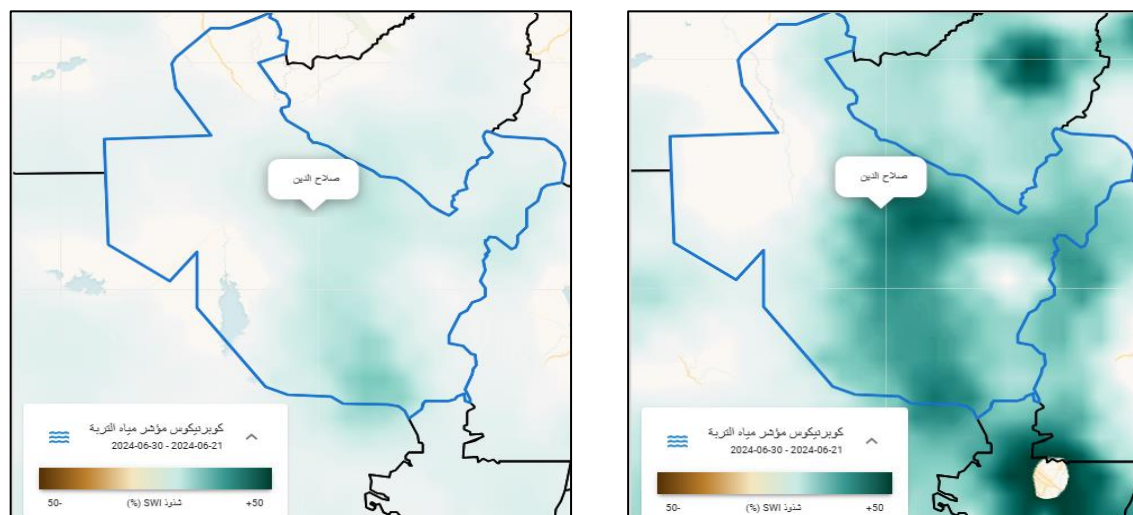 صلاح الدين
كوبرنيكوس مؤشر مياه التربة
2024-06-30 - 2024-06-21
50- شذوذ SWI (%) +50
صلاح الدين
كوبرنيكوس مؤشر مياه التربة
2024-06-30 - 2024-06-21
50- شذوذ SWI (%) +50